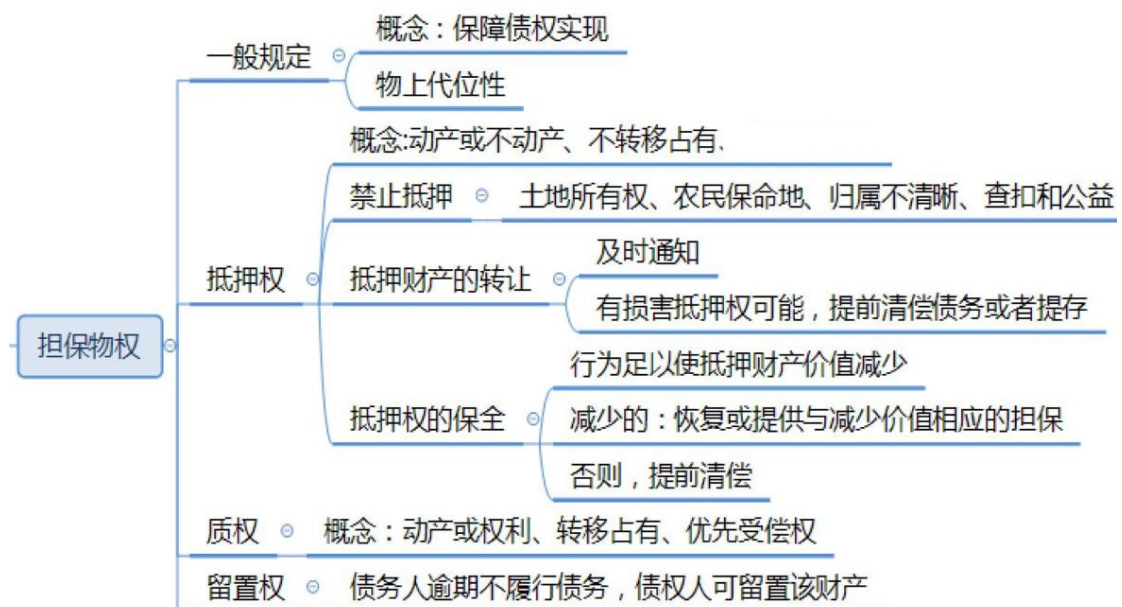 担保物权
一般规定
概念：保障债权实现
物上代位性
抵押权
概念:动产或不动产、不转移占有、
禁止抵押
土地所有权、农民保命地、归属不清晰、查扣和公益
抵押财产的转让
及时通知
有损害抵押权可能，提前清偿债务或者提存
抵押权的保全
行为足以使抵押财产价值减少
减少的：恢复或提供与减少价值相应的担保
否则，提前清偿
质权
概念：动产或权利、转移占有、优先受偿权
留置权
债务人逾期不履行债务，债权人可留置该财产